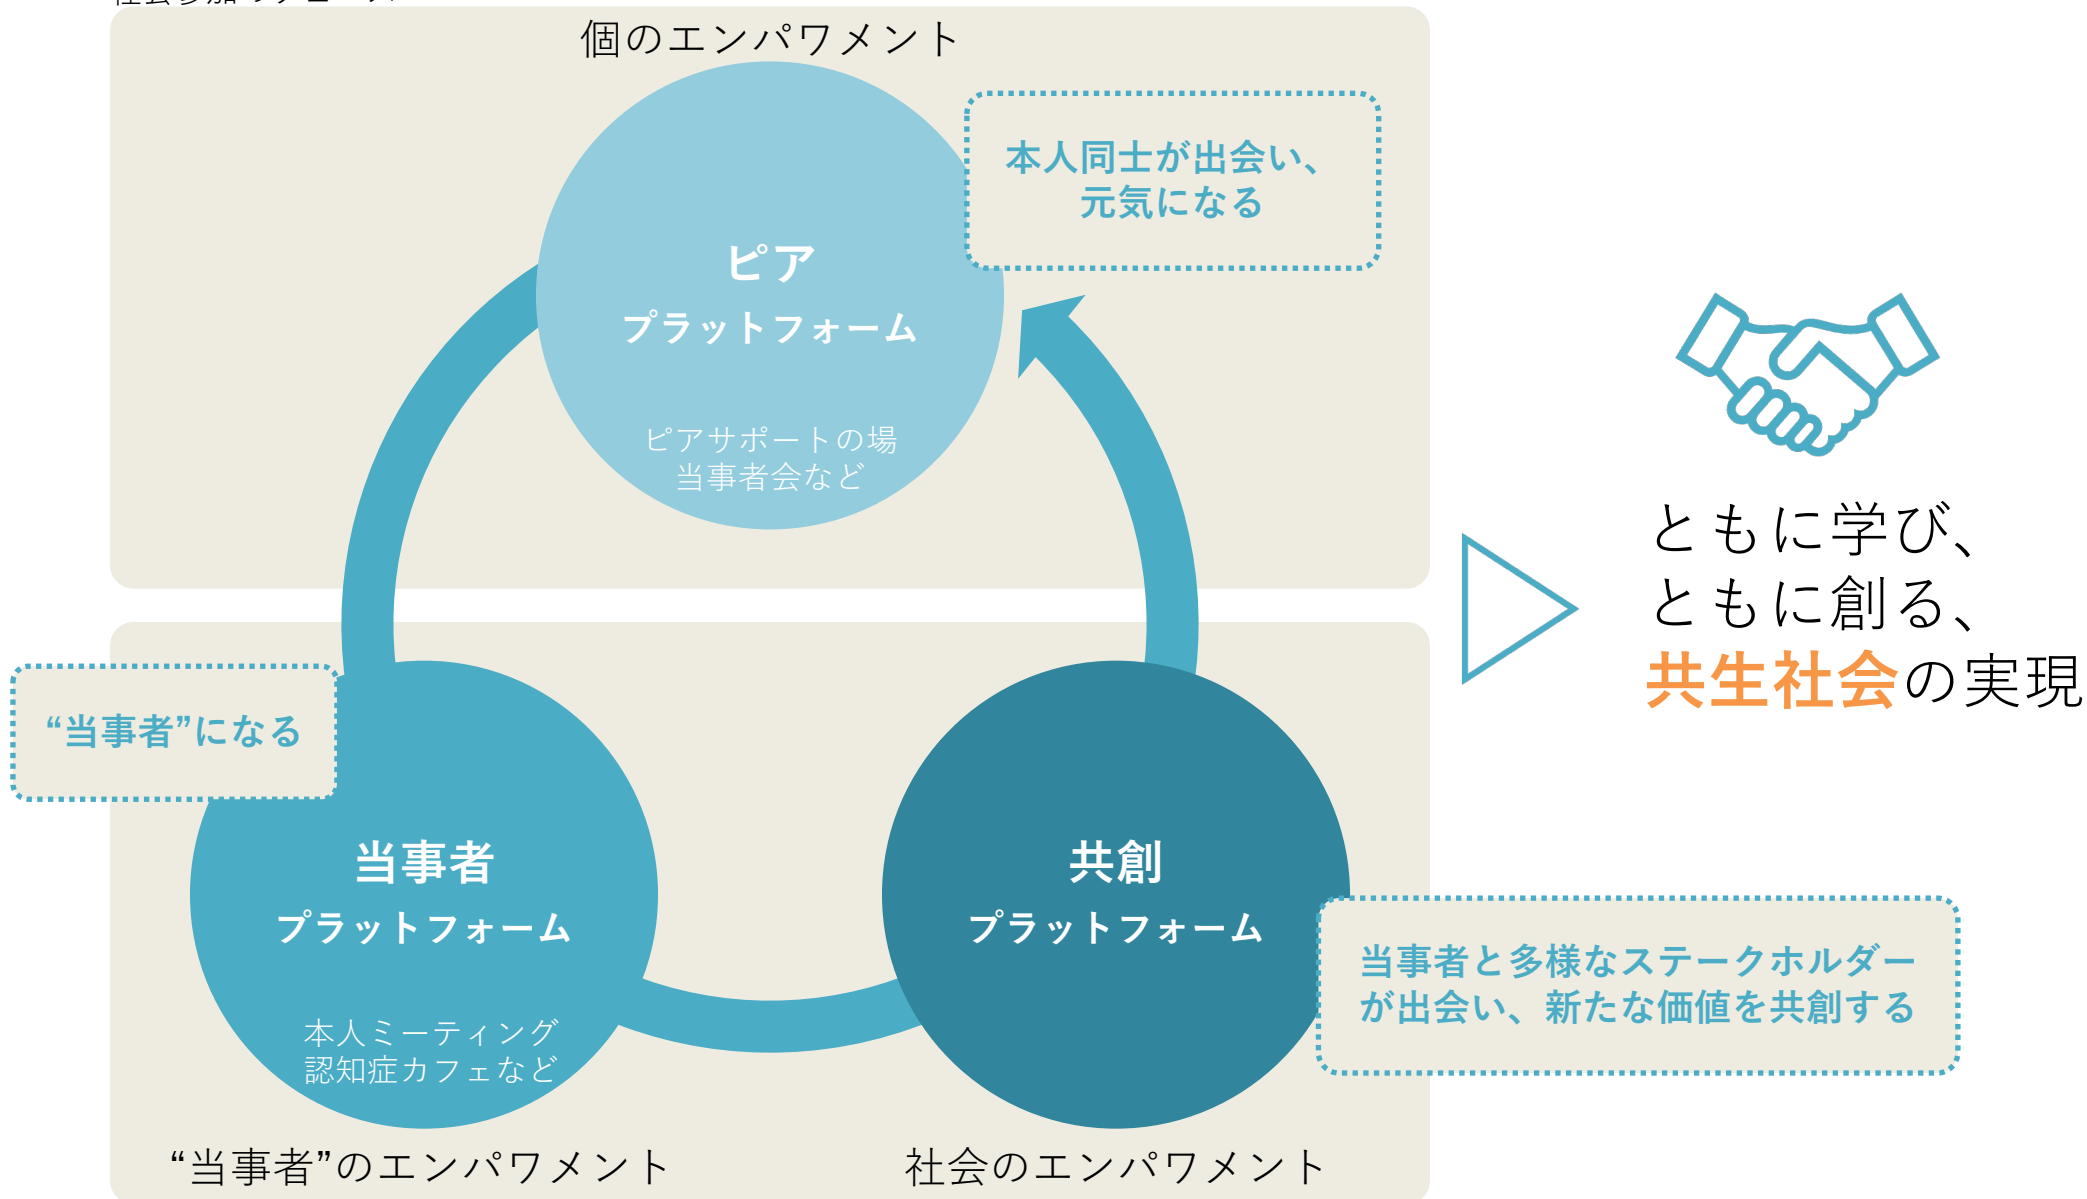 個のエンパワメント
本人同士が出会い、
元気になる
ピア
プラットフォーム
ピアサポートの場
当事者会など
“当事者”になる
当事者
プラットフォーム
本人ミーティング
認知症カフェなど
共創
プラットフォーム
当事者と多様なステークホルダー
が出会い、新たな価値を共創する
“当事者”のエンパワメント
社会のエンパワメント
ともに学び、
ともに創る、
共生社会の実現